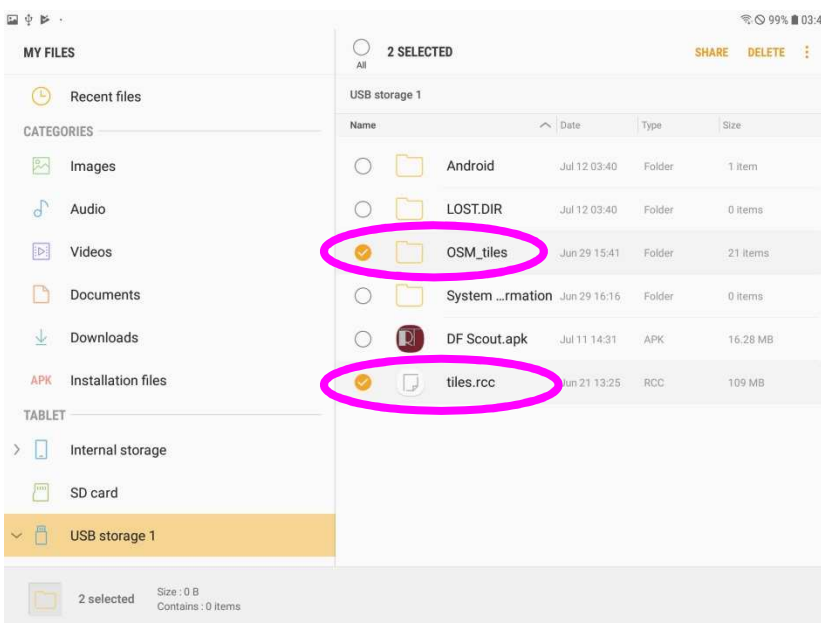 99% 03:4
MY FILES
All
2 SELECTED
SHARE DELETE
Recent files
USB storage 1
CATEGORIES
Name Date Type Size
Images
Android Jul 12 03:40 Folder 1 item
Audio
LOST.DIR Jul 12 03:40 Folder 0 items
Videos
OSM_tiles Jun 29 15:41 Folder 21 items
Documents
System ...rmation Jun 29 16:16 Folder 0 items
Downloads
DF Scout.apk Jul 11 14:31 APK 16.28 MB
APK Installation files
tiles.rcc Jun 21 13:25 RCC 109 MB
TABLET
Internal storage
SD card
USB storage 1
2 selected
Size : 0 B
Contains : 0 items